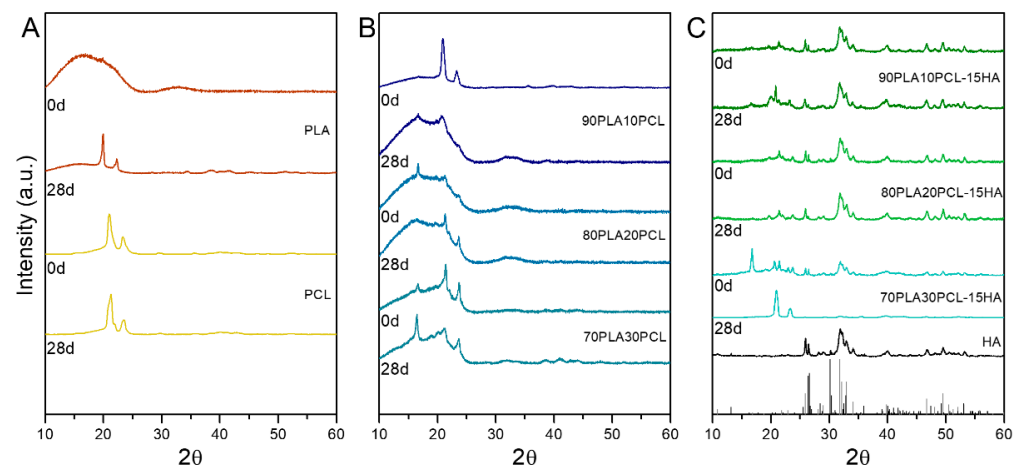 A
B
C
Intensity (a.u.)
0d
PLA
28d
0d
PCL
28d
10 20 30 40 50 60
2θ
0d
90PLA10PCL
28d
0d
80PLA20PCL
28d
0d
70PLA30PCL
28d
10 20 30 40 50 60
2θ
0d
90PLA10PCL-15HA
28d
0d
80PLA20PCL-15HA
28d
0d
70PLA30PCL-15HA
28d
HA
10 20 30 40 50 60
2θ